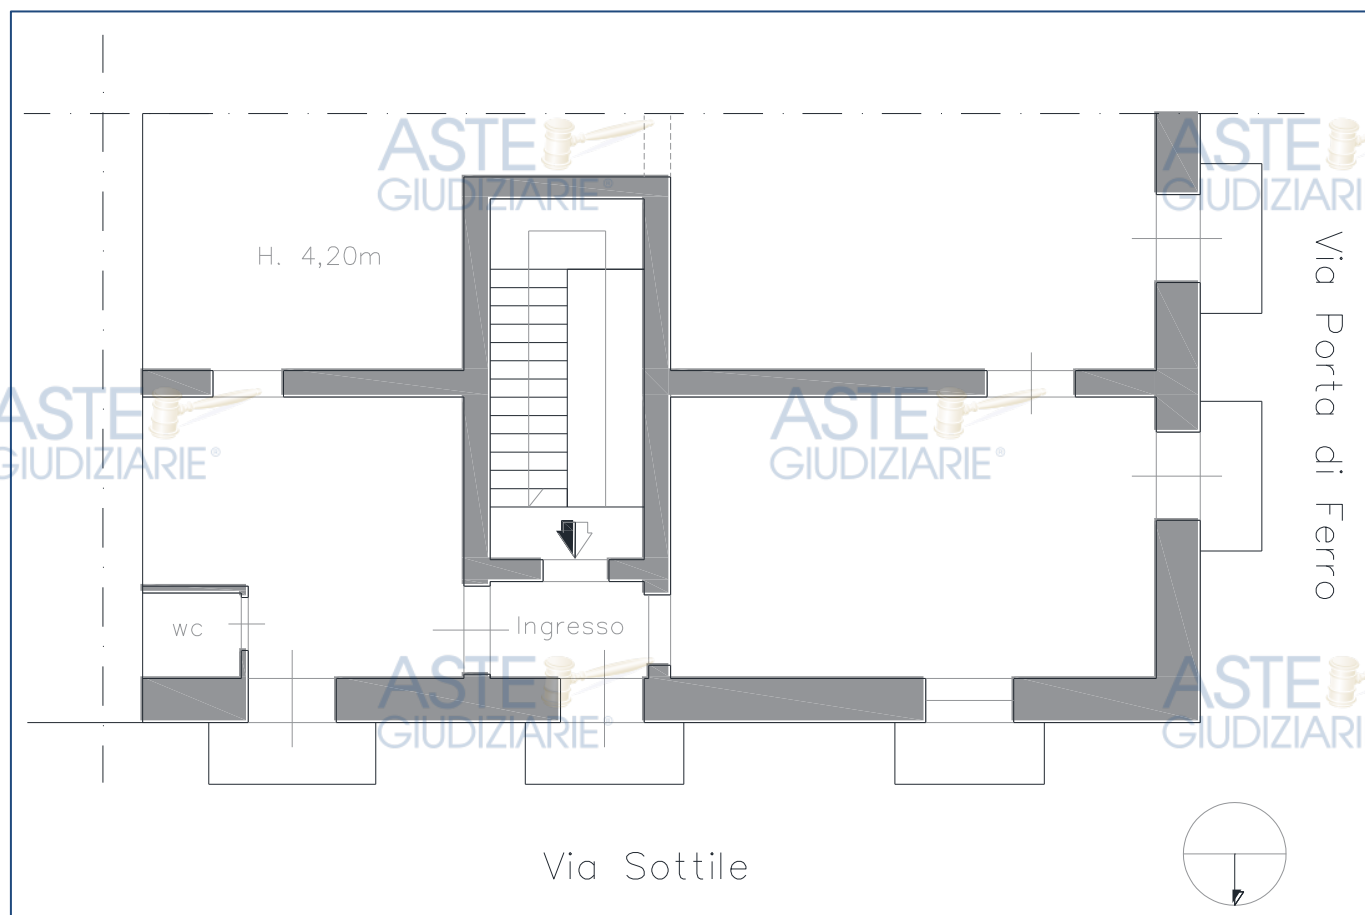 ASTE
GIUDIZIARIE®
ASTE
GIUDIZIARI
H. 4,20m
Via Porta di Ferro
ASTE
GIUDIZIARIE®
ASTE
GIUDIZIARIE®
wc
Ingresso
ASTE
GIUDIZIARIE®
ASTE
GIUDIZIARI
Via Sottile